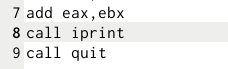 7 add eax,ebx
8 call iprint
9 call quit